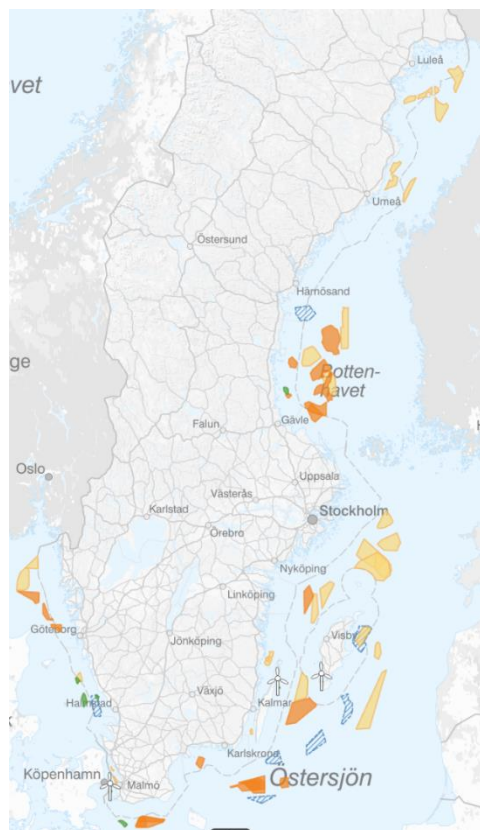 vet
Luleå
Umeå
Östersund
Härnösand
ge
Botten-
havet
Gävle
Falun
Oslo
Uppsala
Västerås
Karlstad
Stockholm
Örebro
Nyköping
Linköping
Göteborg
Jönköping
Visby
Växjö
Halmstad
Kalmar
Karlskrona
Köpenhamn
Malmö
Östersjön